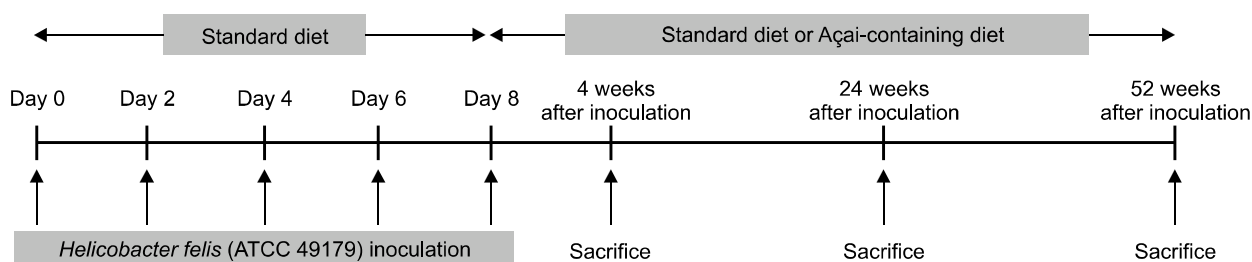 Standard diet
Standard diet or Açai-containing diet
Day 0
Day 2
Day 4
Day 6
Day 8
4 weeks
after inoculation
24 weeks
after inoculation
52 weeks
after inoculation
Helicobacter felis (ATCC 49179) inoculation
Sacrifice
Sacrifice
Sacrifice